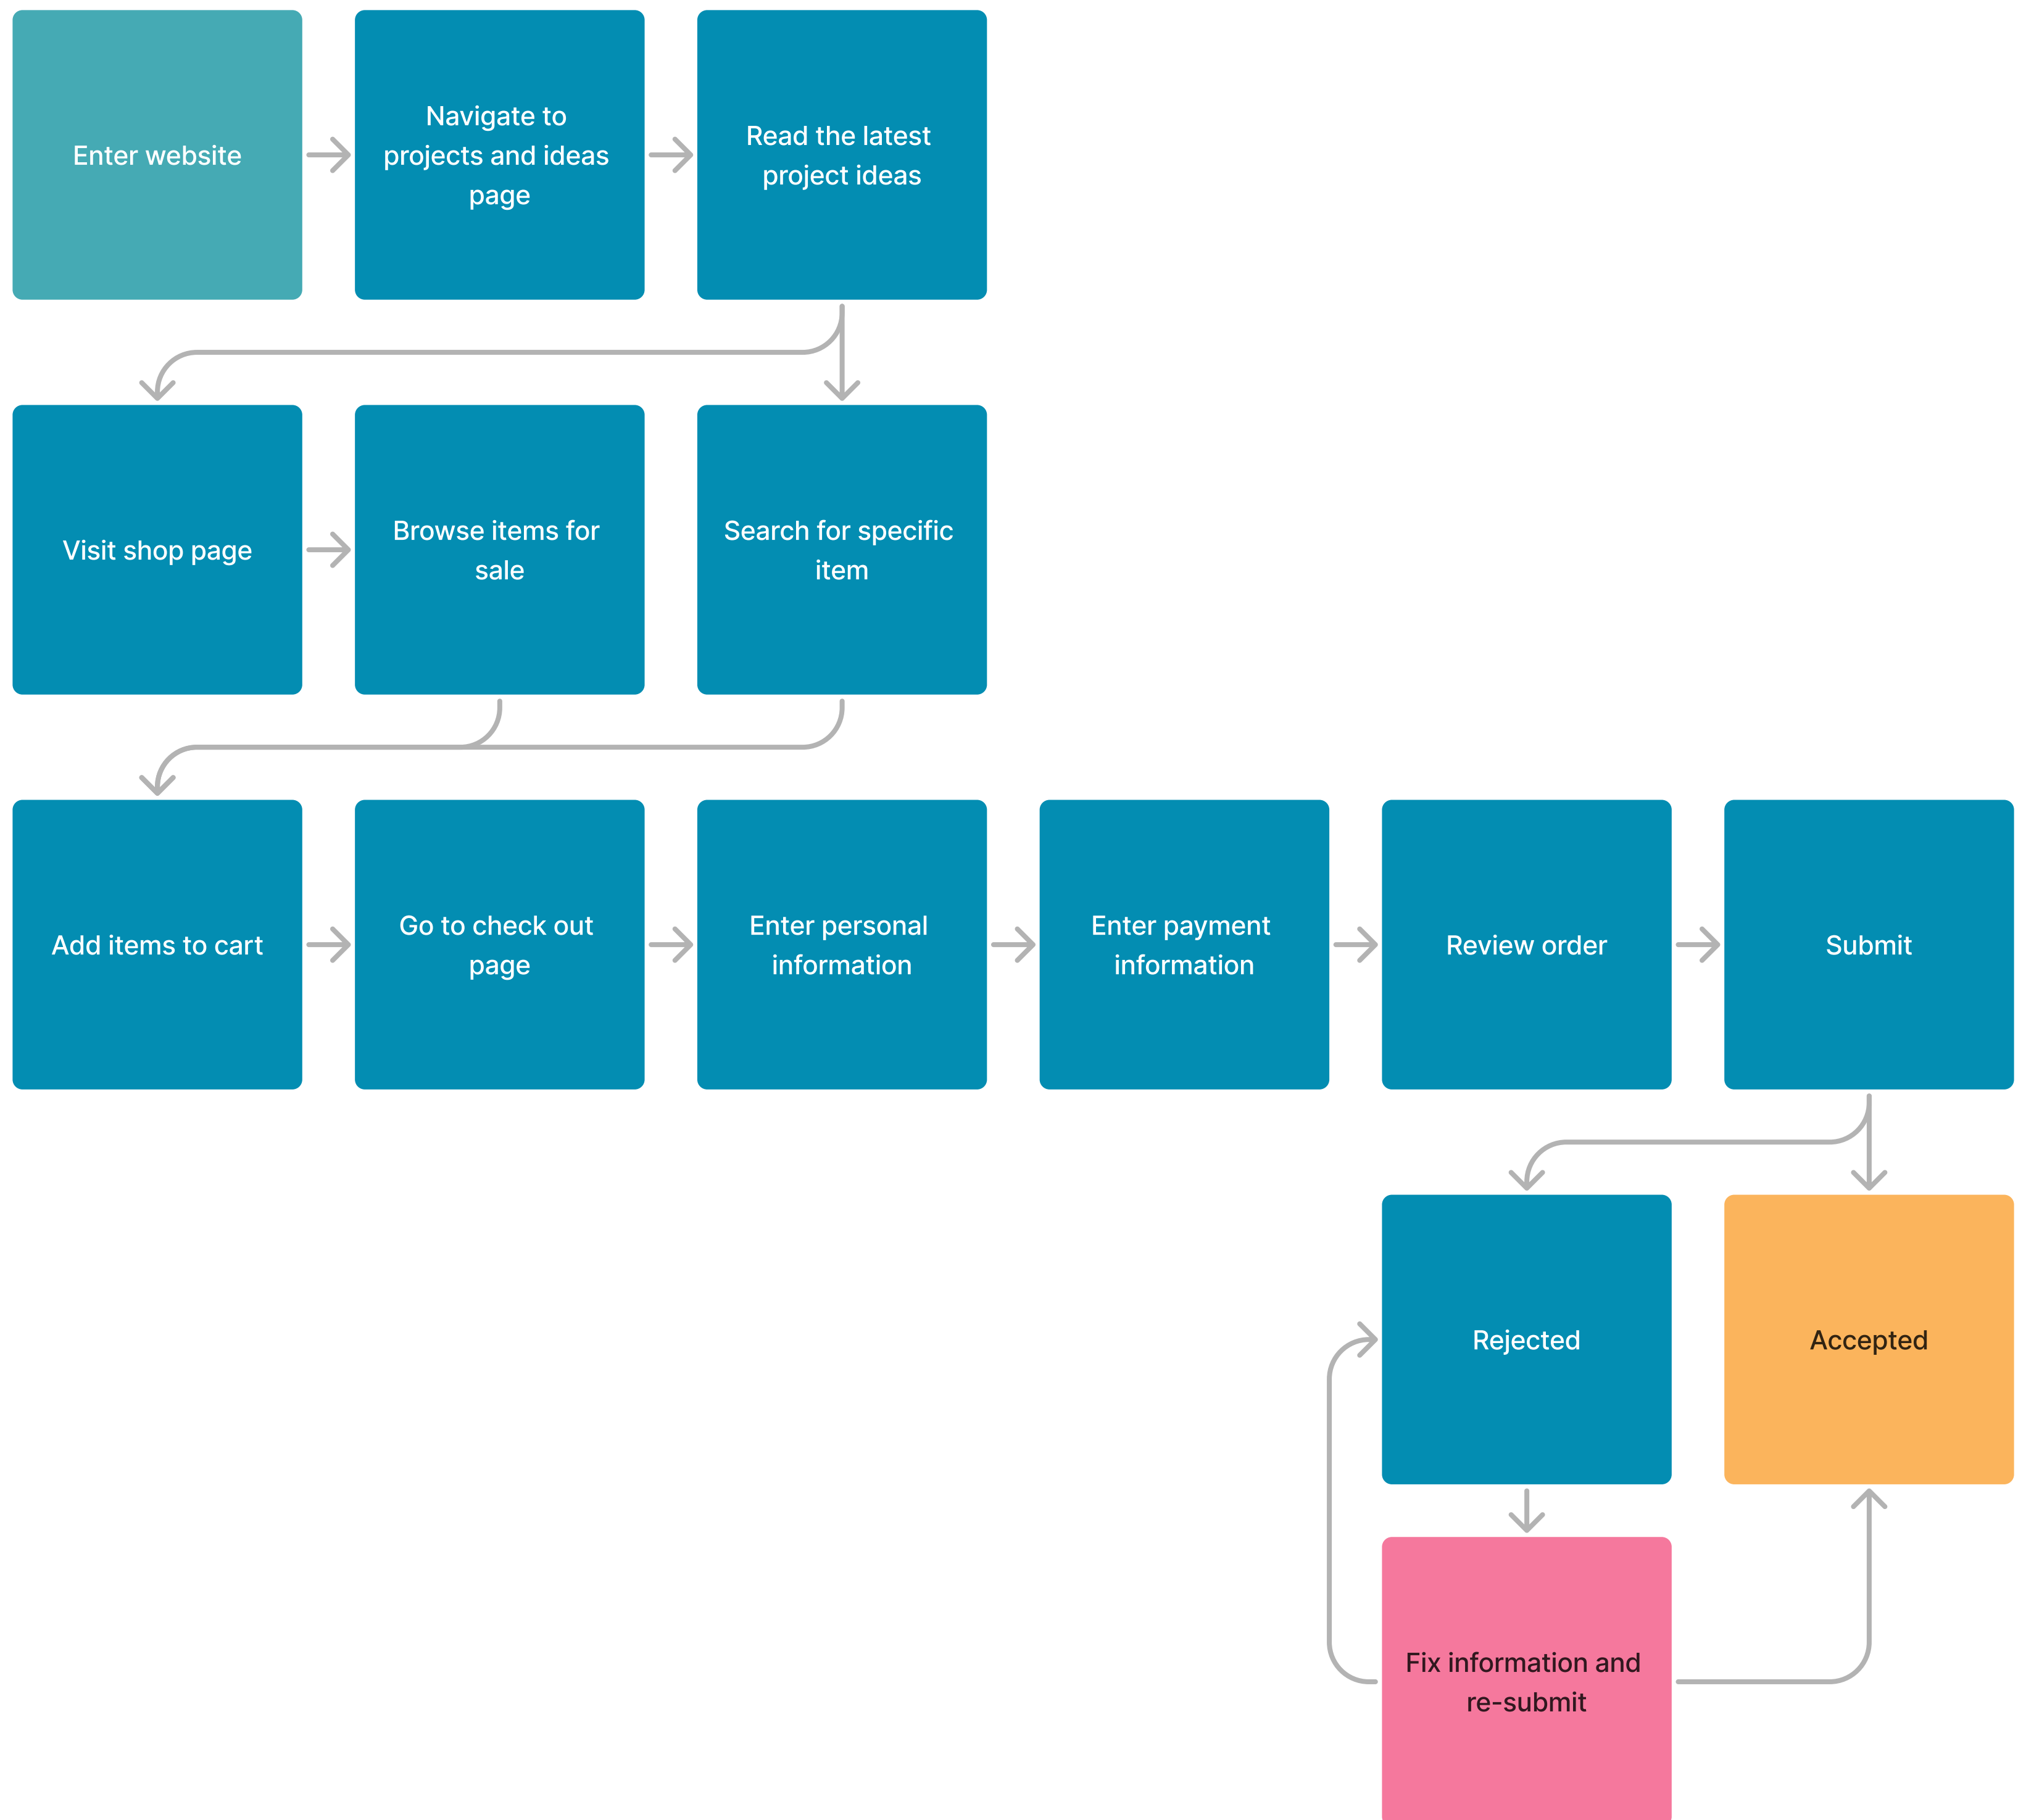 Enter website
Navigate to
projects and ideas
page
Read the latest
project ideas
Visit shop page
Browse items for
sale
Search for specific
item
Add items to cart
Go to check out
page
Enter personal
information
Enter payment
information
Review order
Submit
Rejected
Accepted
Fix information and
re-submit